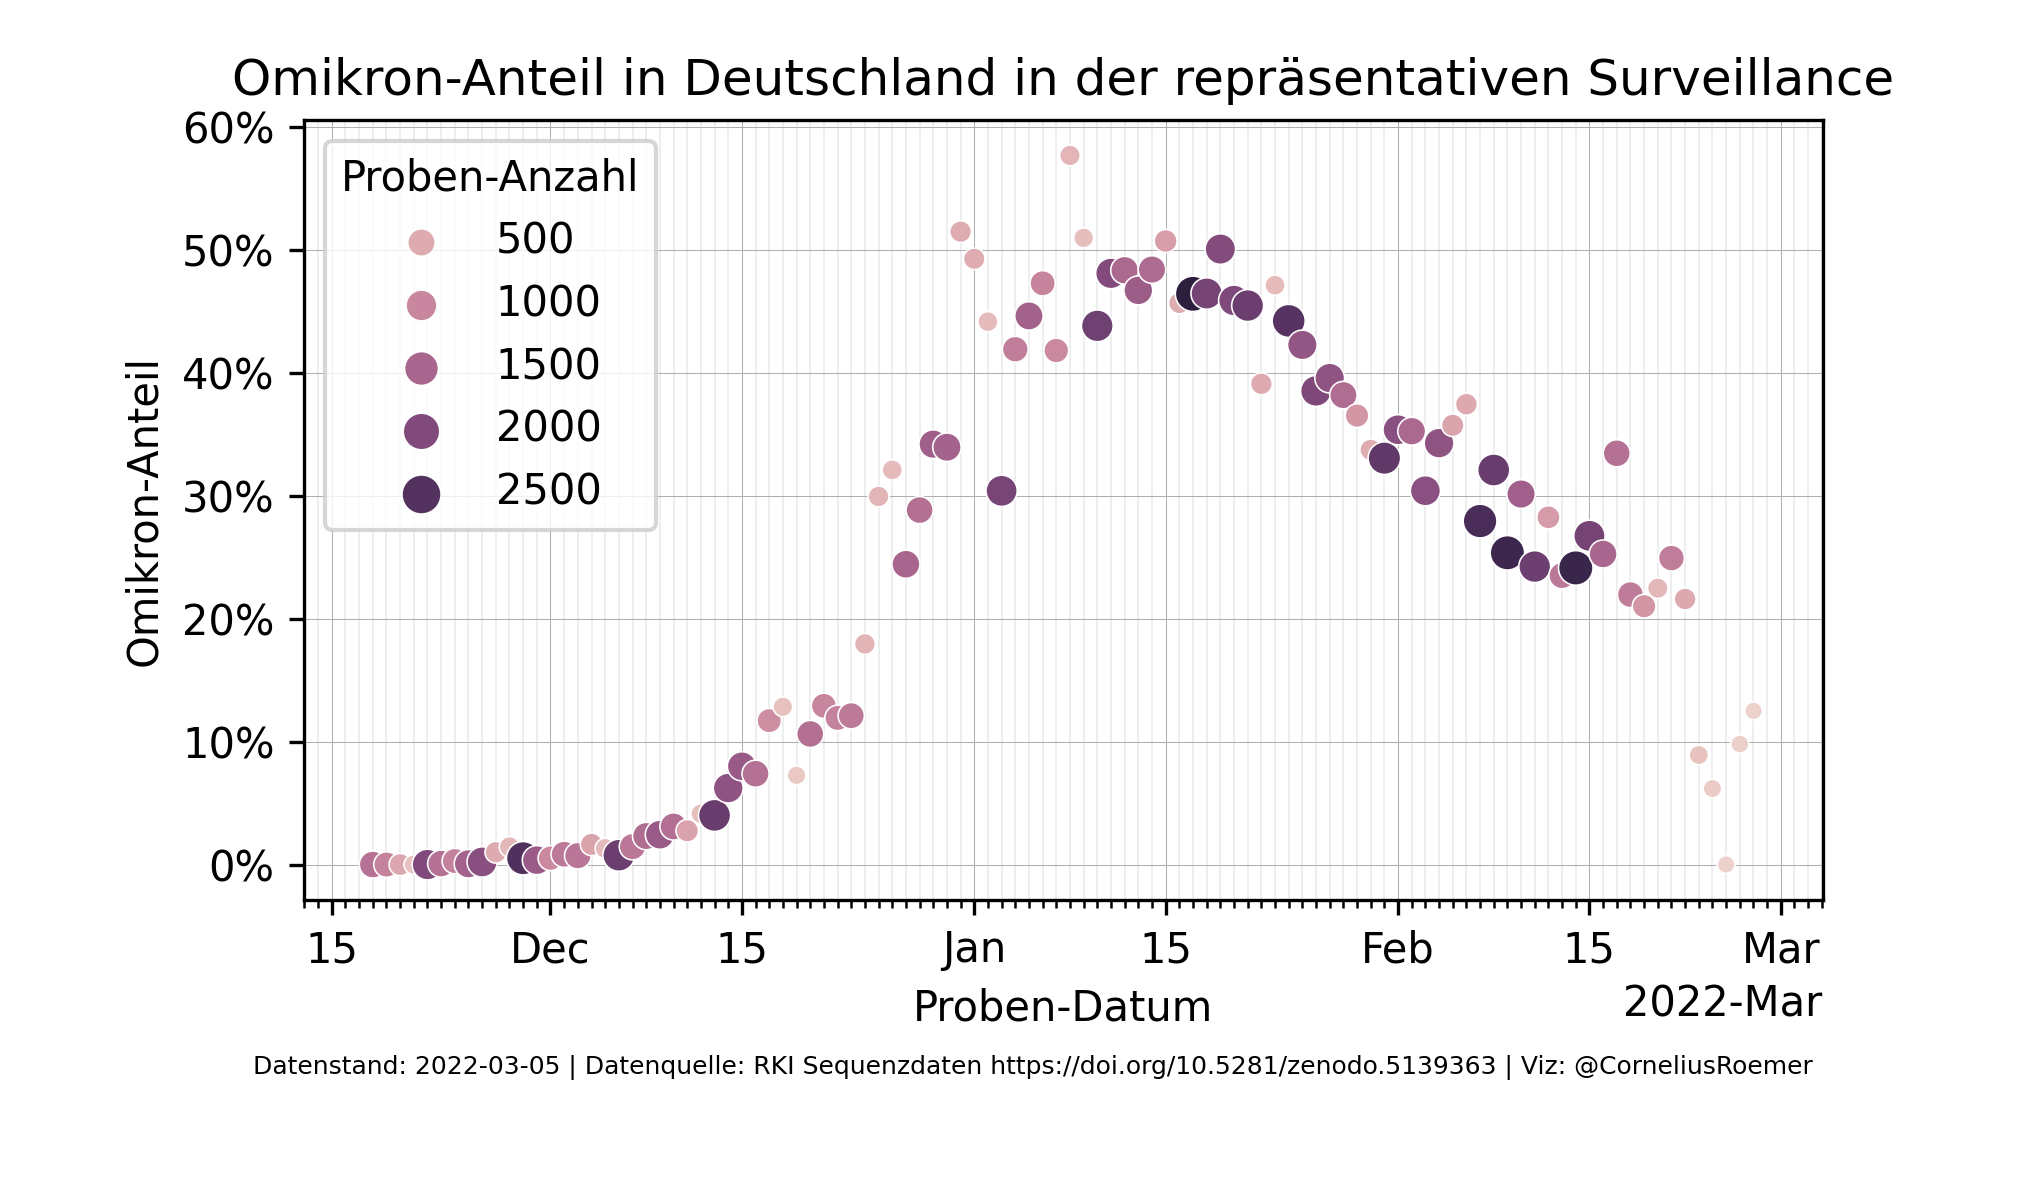 Omikron-Anteil in Deutschland in der repräsentativen Surveillance
60%
50%
40%
30%
20%
10%
0%
Omikron-Anteil
Proben-Anzahl
500
1000
1500
2000
2500
15 Dec 15 Jan 15 Feb 15 Mar
Proben-Datum
2022-Mar
Datenstand: 2022-03-05 | Datenquelle: RKI Sequenzdaten https://doi.org/10.5281/zenodo.5139363 | Viz: @CorneliusRoemer